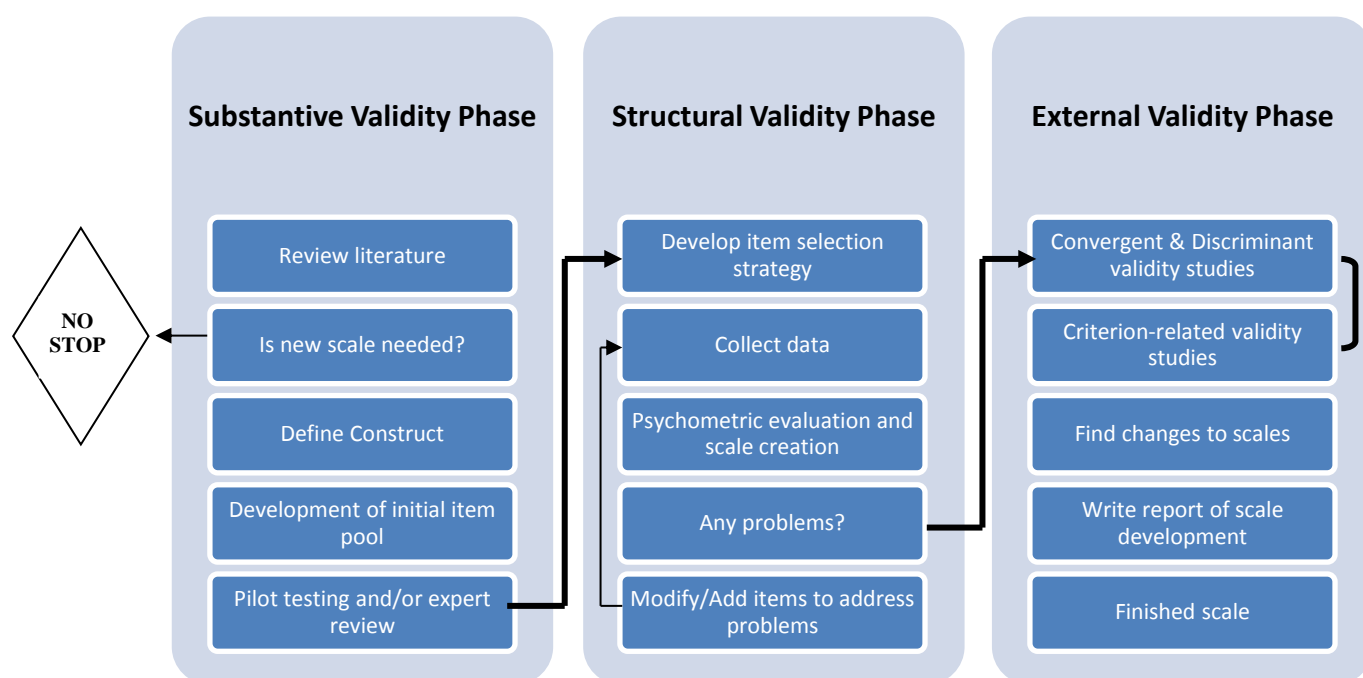 Substantive Validity Phase
Review literature
NO
STOP
Is new scale needed?
Define Construct
Development of initial item
pool
Pilot testing and/or expert
review
Structural Validity Phase
Develop item selection
strategy
Collect data
Psychometric evaluation and
scale creation
Any problems?
Modify/Add items to address
problems
External Validity Phase
Convergent & Discriminant
validity studies
Criterion-related validity
studies
Find changes to scales
Write report of scale
development
Finished scale